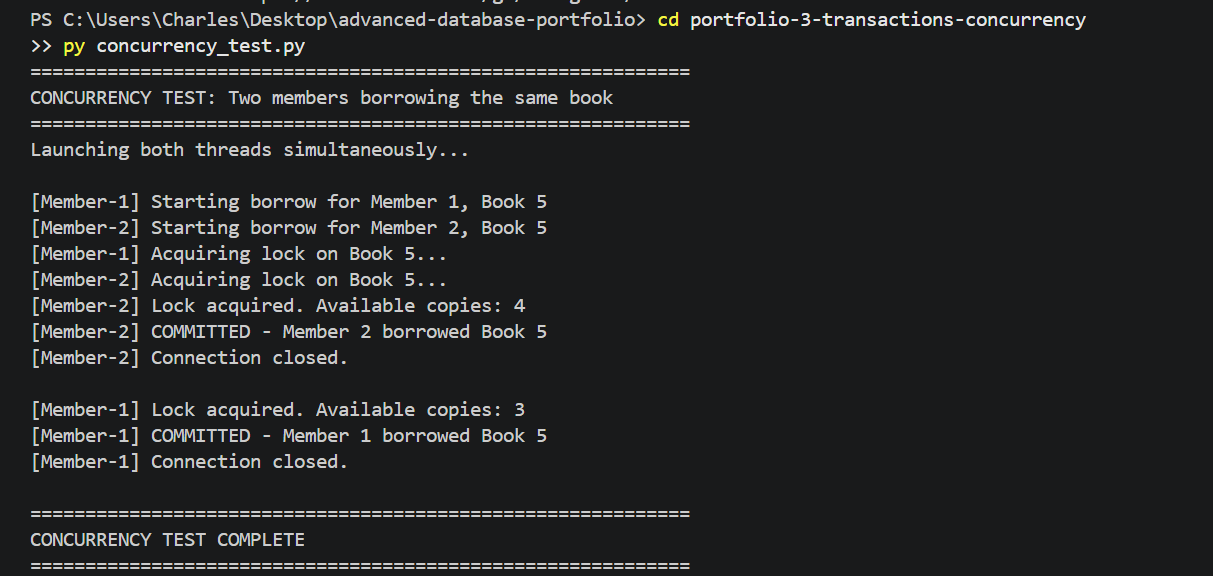 PS C:\Users\Charles\Desktop\advanced-database-portfolio> cd portfolio-3-transactions-concurrency
>> py concurrency_test.py
============================================================
CONCURRENCY TEST: Two members borrowing the same book
============================================================
Launching both threads simultaneously...
[Member-1] Starting borrow for Member 1, Book 5
[Member-2] Starting borrow for Member 2, Book 5
[Member-1] Acquiring lock on Book 5...
[Member-2] Acquiring lock on Book 5...
[Member-2] Lock acquired. Available copies: 4
[Member-2] COMMITTED - Member 2 borrowed Book 5
[Member-2] Connection closed.
[Member-1] Lock acquired. Available copies: 3
[Member-1] COMMITTED - Member 1 borrowed Book 5
[Member-1] Connection closed.
============================================================
CONCURRENCY TEST COMPLETE
============================================================